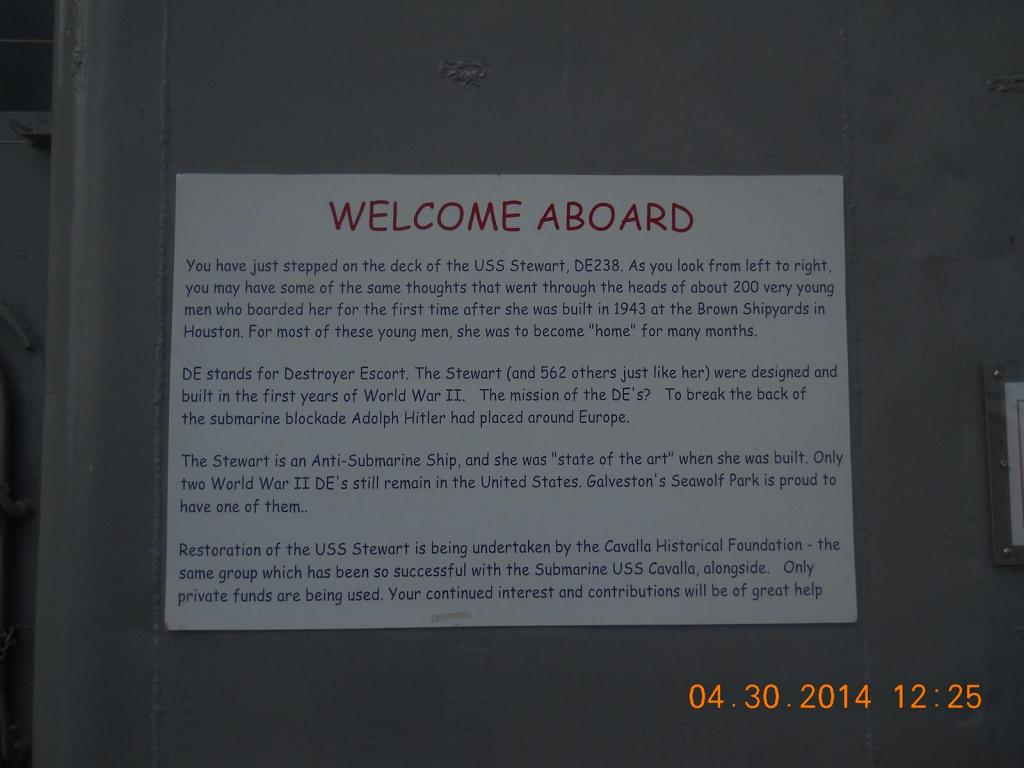 WELCOME ABOARD
You have just stepped on the deck of the USS Stewart, DE238. As you look from left to right,
you may have some of the same thoughts that went through the heads of about 200 very young
men who boarded her for the first time after she was built in 1943 at the Brown Shipyards in
Houston. For most of these young men, she was to become "home" for many months.
DE stands for Destroyer Escort. The Stewart (and 562 others just like her) were designed and
built in the first years of World War II. The mission of the DE's? To break the back of
the submarine blockade Adolph Hitler had placed around Europe.
The Stewart is an Anti-Submarine Ship, and she was "state of the art" when she was built. Only
two World War II DE's still remain in the United States. Galveston's Seawolf Park is proud to
have one of them..
Restoration of the USS Stewart is being undertaken by the Cavalla Historical Foundation - the
same group which has been so successful with the Submarine USS Cavalla, alongside. Only
private funds are being used. Your continued interest and contributions will be of great help
04.30.2014 12:25